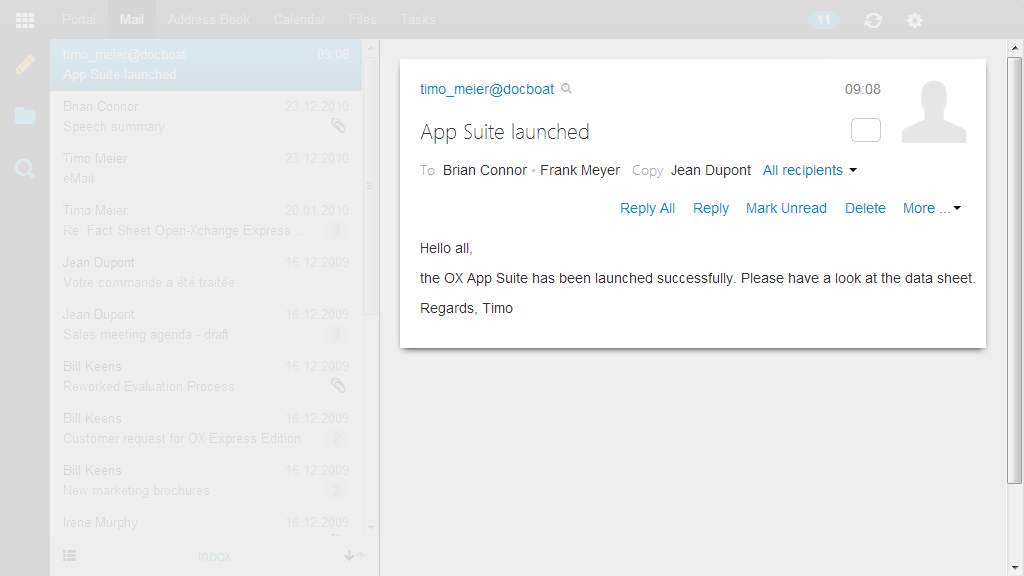 Portal Mail Address Book Calendar Files Tasks 11
timo_meier@docboat 09:08
App Suite launched
Brian Connor 23.12.2010
Speech summary
Timo Meier 23.12.2010
eMail
Timo Meier 20.01.2010
Re: Fact Sheet Open-Xchange Express ... 3
Jean Dupont 16.12.2009
Votre commande a été traitée
Jean Dupont 16.12.2009
Sales meeting agenda - draft 3
Bill Keens 16.12.2009
Reworked Evaluation Process
Bill Keens 16.12.2009
Customer request for OX Express Edition 2
Bill Keens 16.12.2009
New marketing brochures 2
Irene Murphy 16.12.2009
Inbox
timo_meier@docboat 09:08
App Suite launched
To Brian Connor • Frank Meyer Copy Jean Dupont All recipients
Reply All Reply Mark Unread Delete More ...
Hello all,
the OX App Suite has been launched successfully. Please have a look at the data sheet.
Regards, Timo